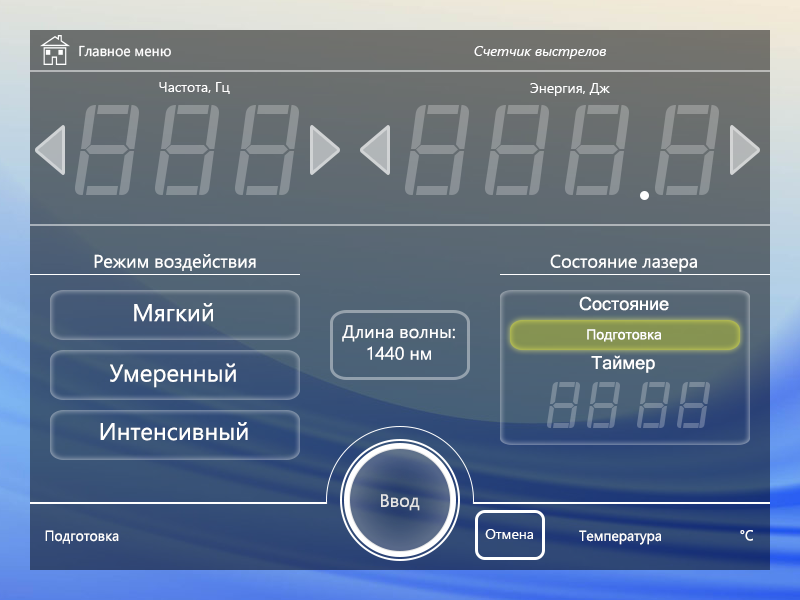 Главное меню
Счетчик выстрелов
Частота, Гц
Энергия, Дж
Режим воздействия
Состояние лазера
Мягкий
Умеренный
Интенсивный
Длина волны:
1440 нм
Состояние
Подготовка
Таймер
Ввод
Подготовка
Отмена
Температура
°C